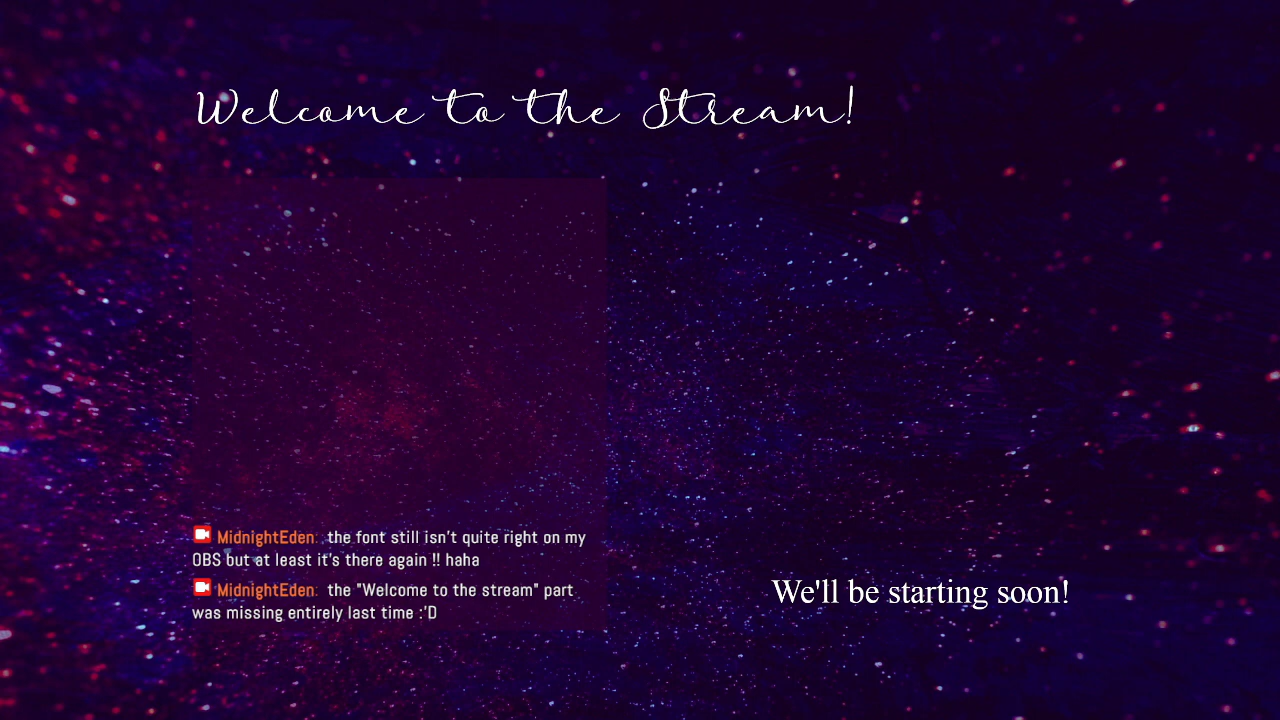 Welcome to the Stream!
MidnightEden: the font still isn't quite right on my
OBS but at least it's there again !! haha
MidnightEden: the "Welcome to the stream" part
was missing entirely last time :'D
We'll be starting soon!